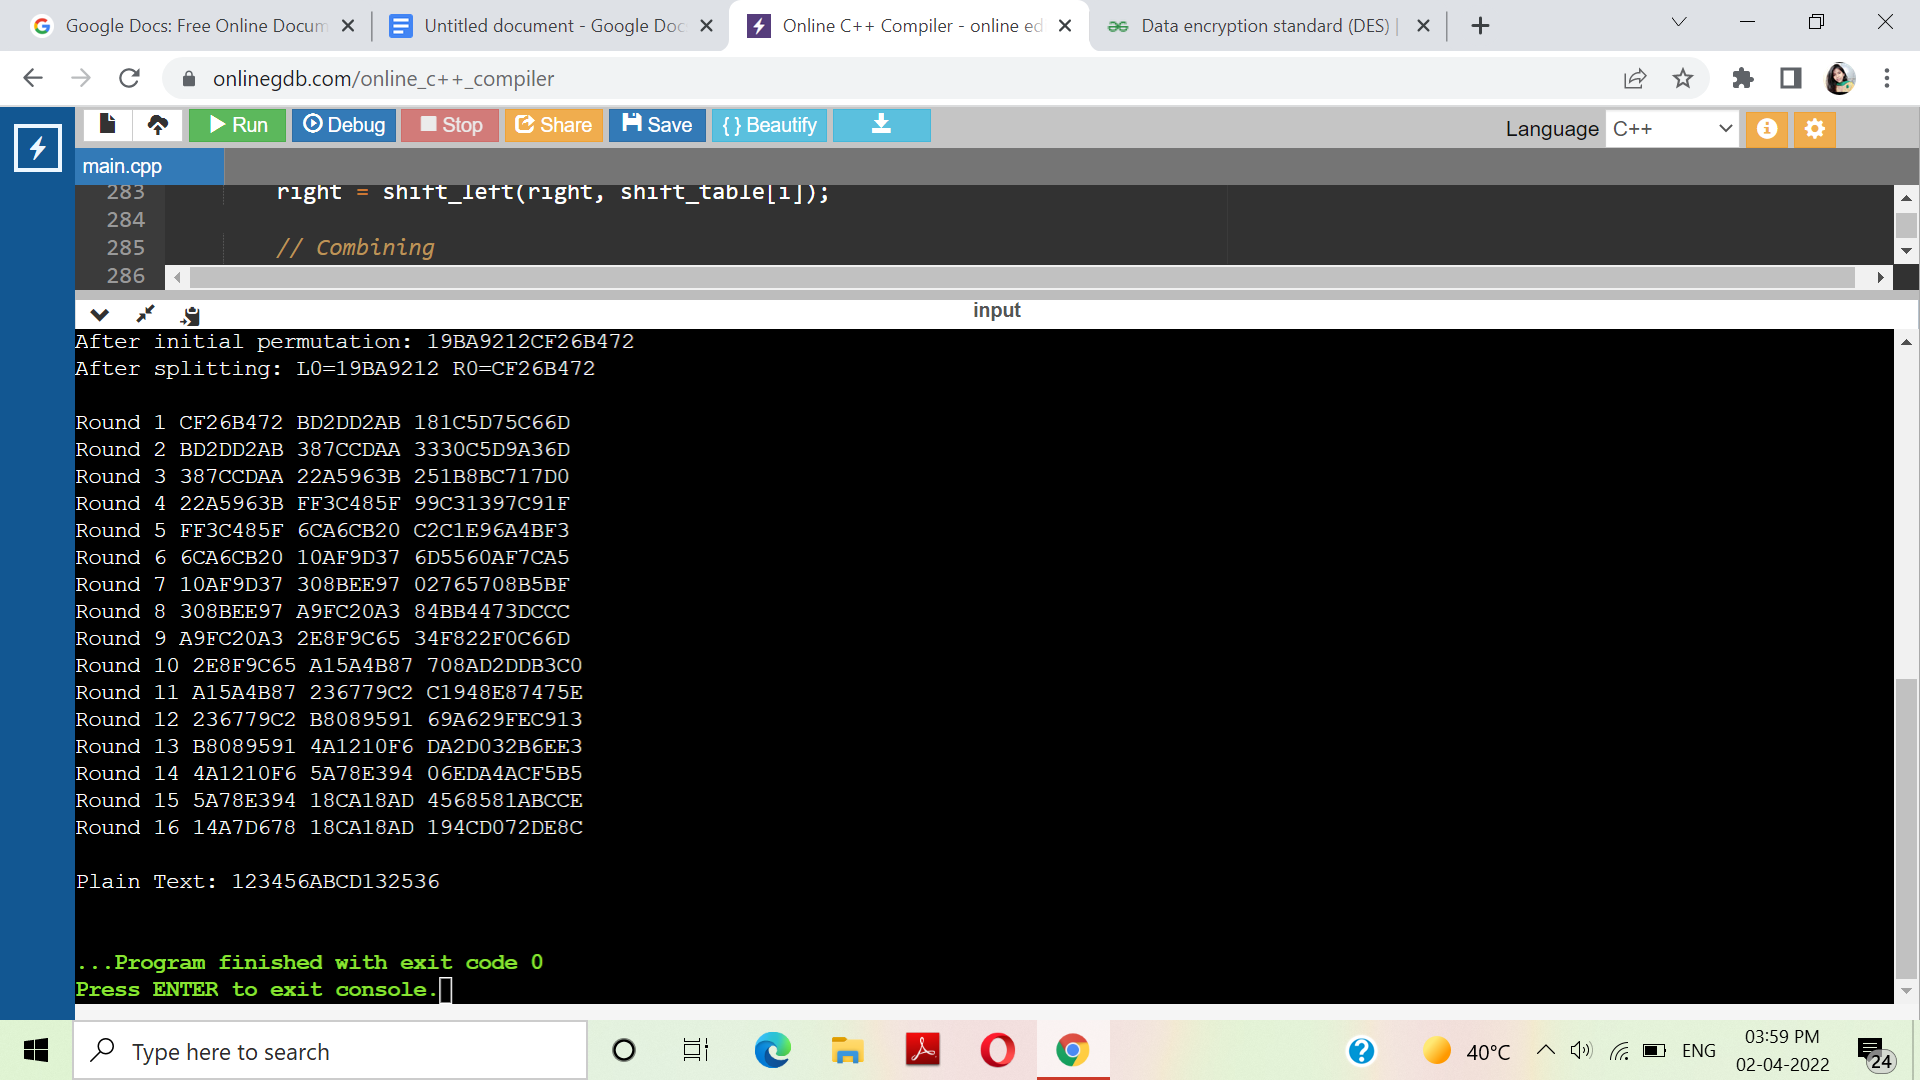 Google Docs: Free Online Docum
Untitled document - Google Doc
Online C++ Compiler - online ed
Data encryption standard (DES) |
onlinegdb.com/online_c++_compiler
Run
Debug
Stop
Share
Save
{ } Beautify
Language C++
main.cpp
283 right = shift_left(right, shift_table[i]);
284
285 // Combining
286
input
After initial permutation: 19BA9212CF26B472
After splitting: L0=19BA9212 R0=CF26B472
Round 1 CF26B472 BD2DD2AB 181C5D75C66D
Round 2 BD2DD2AB 387CCDAA 3330C5D9A36D
Round 3 387CCDAA 22A5963B 251B8BC717D0
Round 4 22A5963B FF3C485F 99C31397C91F
Round 5 FF3C485F 6CA6CB20 C2C1E96A4BF3
Round 6 6CA6CB20 10AF9D37 6D5560AF7CA5
Round 7 10AF9D37 308BEE97 02765708B5BF
Round 8 308BEE97 A9FC20A3 84BB4473DCCC
Round 9 A9FC20A3 2E8F9C65 34F822F0C66D
Round 10 2E8F9C65 A15A4B87 708AD2DDB3C0
Round 11 A15A4B87 236779C2 C1948E87475E
Round 12 236779C2 B8089591 69A629FEC913
Round 13 B8089591 4A1210F6 DA2D032B6EE3
Round 14 4A1210F6 5A78E394 06EDA4ACF5B5
Round 15 5A78E394 18CA18AD 4568581ABCCE
Round 16 14A7D678 18CA18AD 194CD072DE8C
Plain Text: 123456ABCD132536
...Program finished with exit code 0
Press ENTER to exit console.
Type here to search
40°C
ENG
03:59 PM
02-04-2022
24